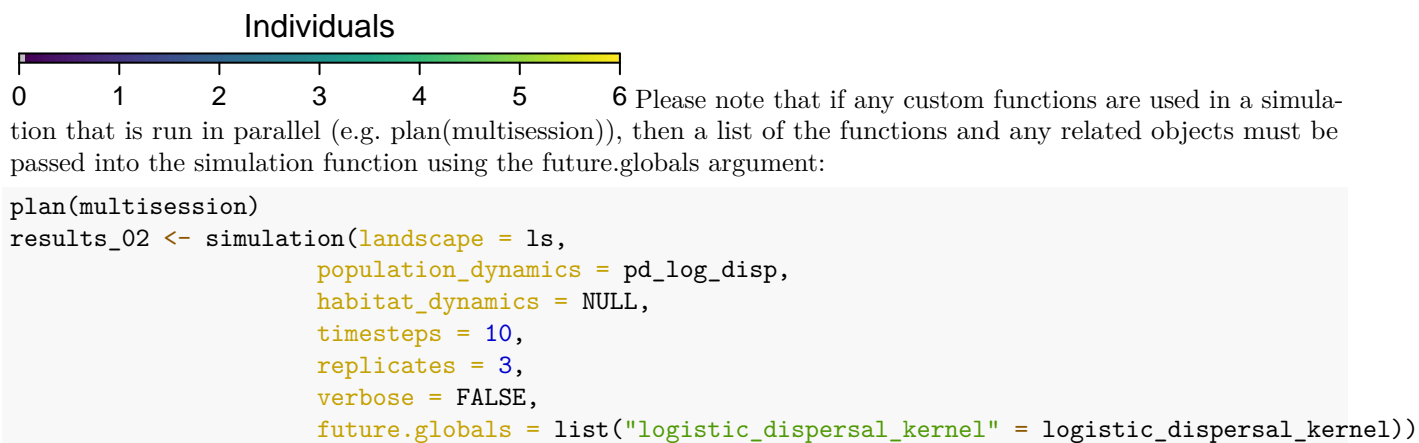 Individuals
0 1 2 3 4 5 6 Please note that if any custom functions are used in a simula-
tion that is run in parallel (e.g. plan(multisession)), then a list of the functions and any related objects must be
passed into the simulation function using the future.globals argument:
plan(multisession)
results_02 <- simulation(landscape = ls,
                         population_dynamics = pd_log_disp,
                         habitat_dynamics = NULL,
                         timesteps = 10,
                         replicates = 3,
                         verbose = FALSE,
                         future.globals = list("logistic_dispersal_kernel" = logistic_dispersal_kernel))